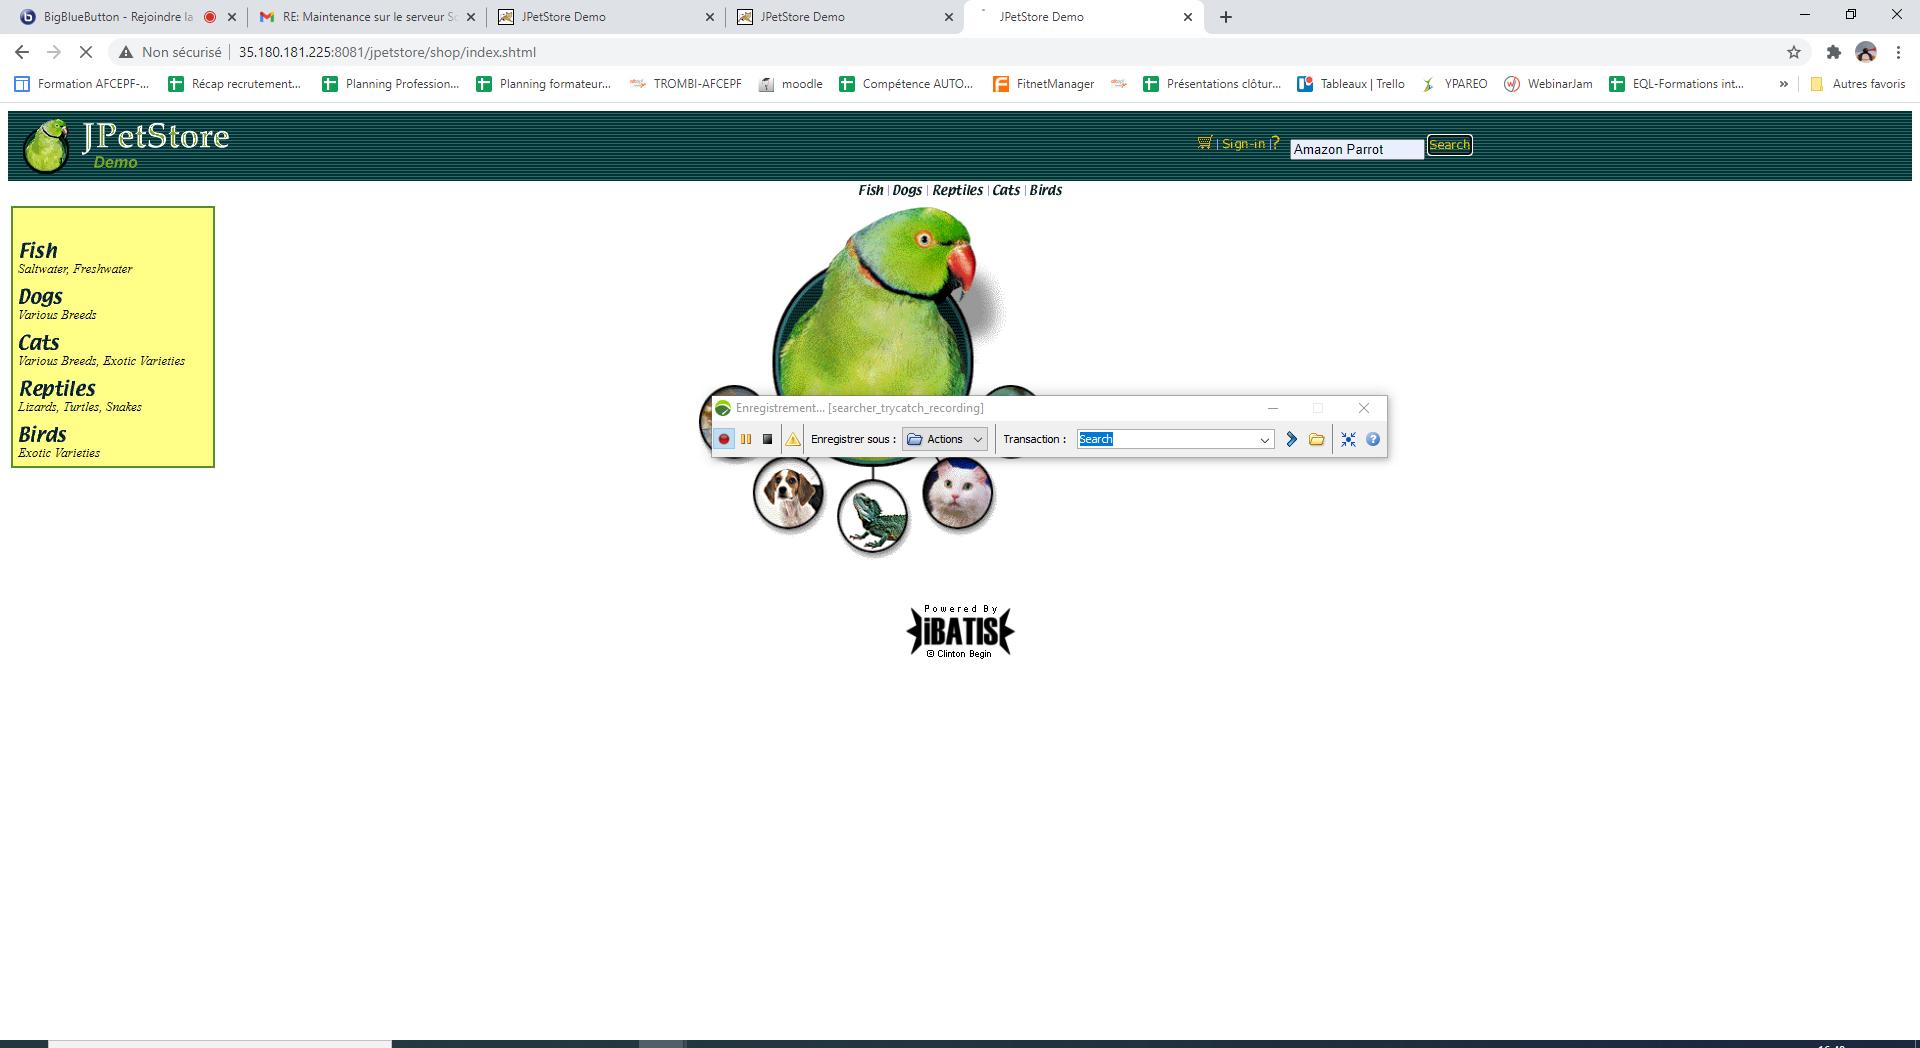 BigBlueButton - Rejoindre la
RE: Maintenance sur le serveur Sc
JPetStore Demo
JPetStore Demo
JPetStore Demo
Non sécurisé
35.180.181.225:8081/jpetstore/shop/index.shtml
Formation AFCEPF-...
Récap recrutement...
Planning Profession...
Planning formateur...
TROMBI-AFCEPF
moodle
Compétence AUTO...
FitnetManager
Présentations clôtur...
Tableaux | Trello
YPAREO
WebinarJam
EQL-Formations int...
»
Autres favoris
JPetStore
Demo
| Sign-in | ?
Amazon Parrot
Search
Fish | Dogs | Reptiles | Cats | Birds
Fish
Saltwater, Freshwater
Dogs
Various Breeds
Cats
Various Breeds, Exotic Varieties
Reptiles
Lizards, Turtles, Snakes
Birds
Exotic Varieties
Enregistrement... [searcher_trycatch_recording]
Enregistrer sous :
Actions
Transaction :
Search
Powered By
iBATIS
© Clinton Begin